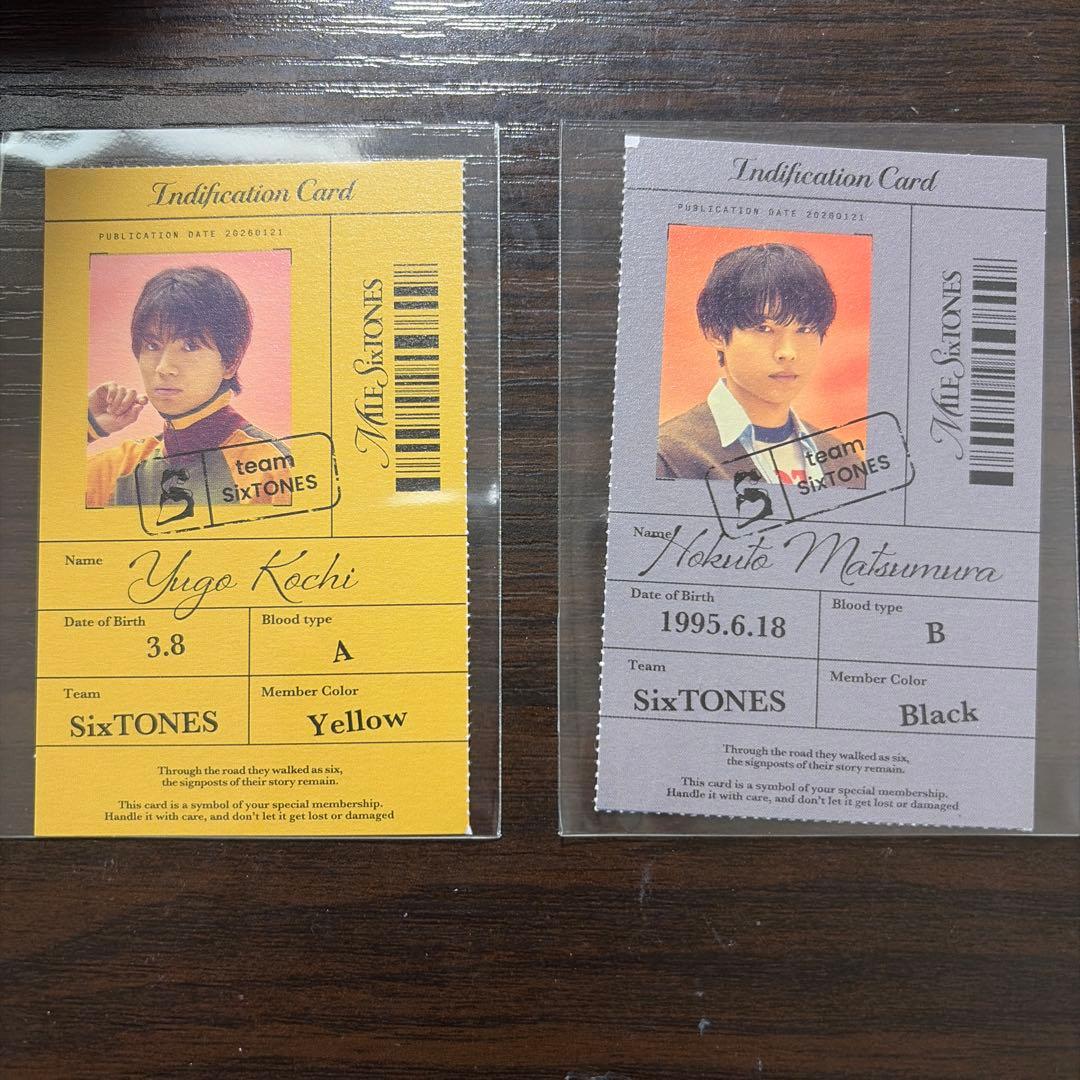 Indification Card
PUBLICATION DATE 20260121
MILE SixTONES
team
SixTONES
Name
Yugo Kochi
Date of Birth
3.8
Blood type
A
Team
SixTONES
Member Color
Yellow
Through the road they walked as six,
the signposts of their story remain.
This card is a symbol of your special membership.
Handle it with care, and don't let it get lost or damaged
Indification Card
PUBLICATION DATE 20260121
MILE SixTONES
team
SixTONES
Name
Hokuto Matsumura
Date of Birth
1995.6.18
Blood type
B
Team
SixTONES
Member Color
Black
Through the road they walked as six,
the signposts of their story remain.
This card is a symbol of your special membership.
Handle it with care, and don't let it get lost or damaged